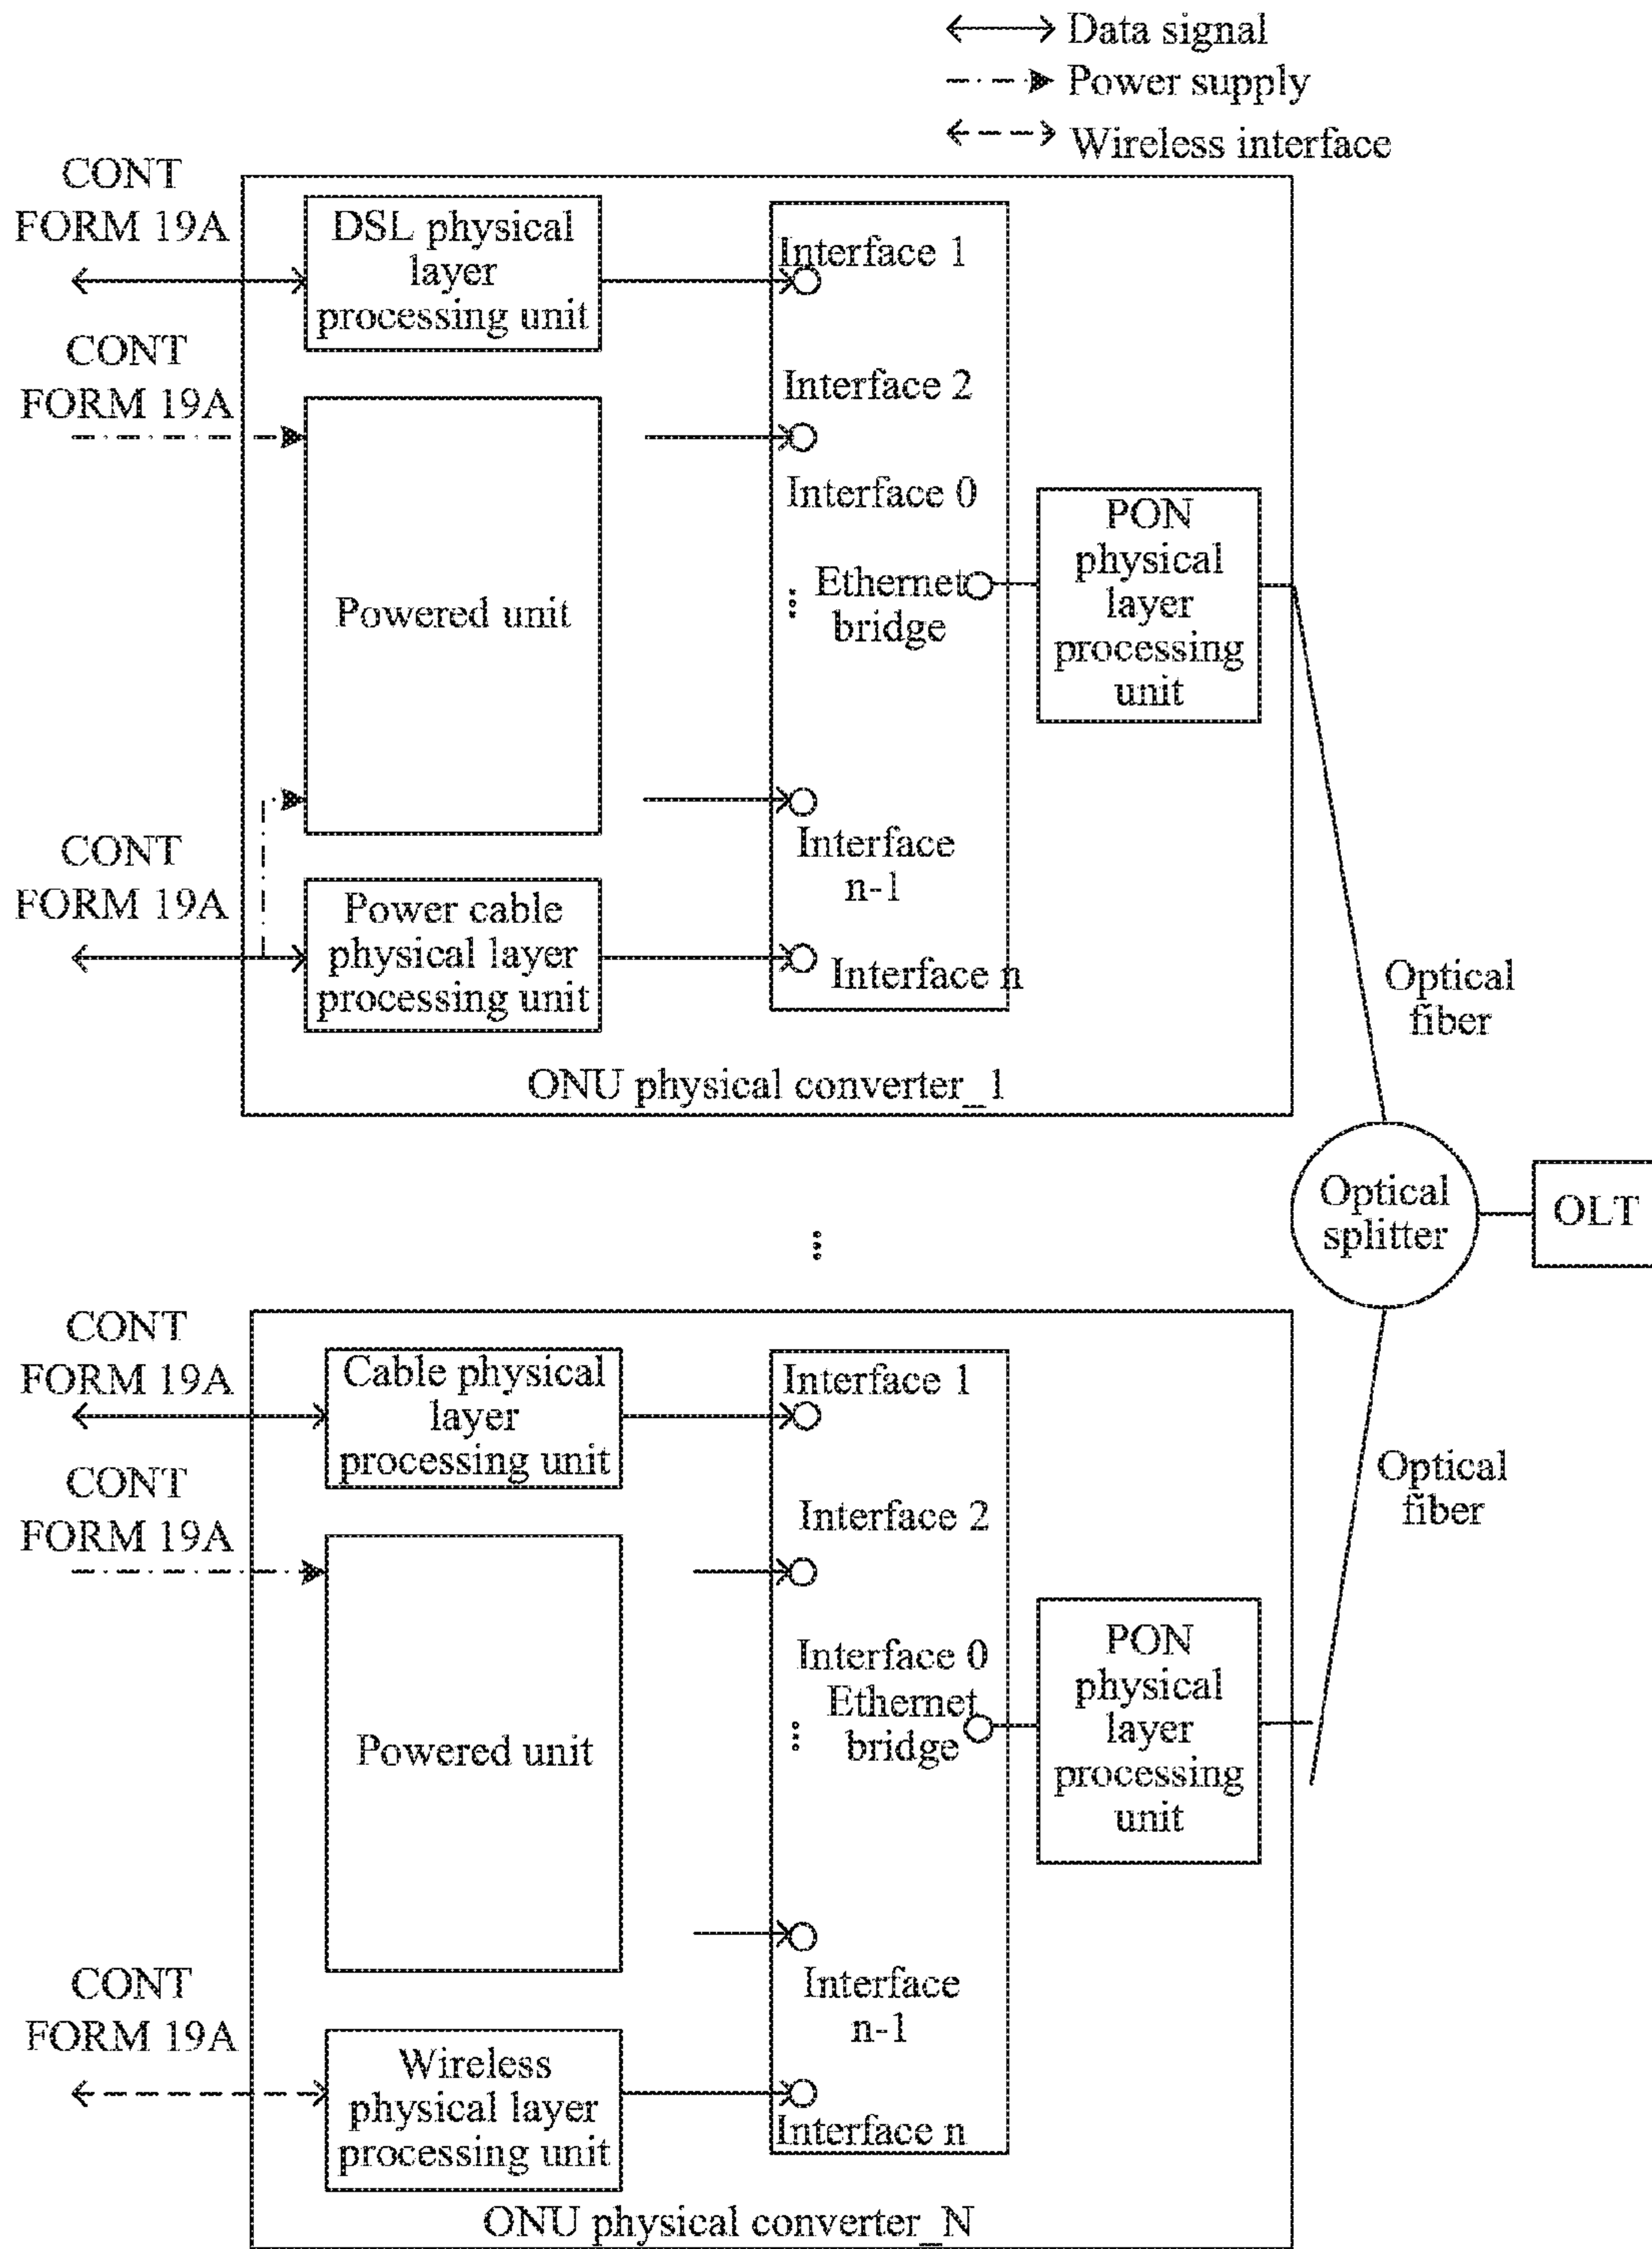 Data signal
Power supply
Wireless interface
CONT
FORM 19A
DSL physical
layer
processing unit
Interface 1
CONT
FORM 19A
Interface 2
Powered unit
Interface 0
Ethernet
bridge
...
PON
physical
layer
processing
unit
Interface
n-1
CONT
FORM 19A
Power cable
physical layer
processing unit
Interface n
Optical
fiber
ONU physical converter_1
Optical
splitter
OLT
...
CONT
FORM 19A
Cable physical
layer
processing unit
Interface 1
CONT
FORM 19A
Interface 2
Optical
fiber
Powered unit
Interface 0
Ethernet
bridge
...
PON
physical
layer
processing
unit
Interface
n-1
CONT
FORM 19A
Wireless
physical layer
processing unit
Interface n
ONU physical converter_N